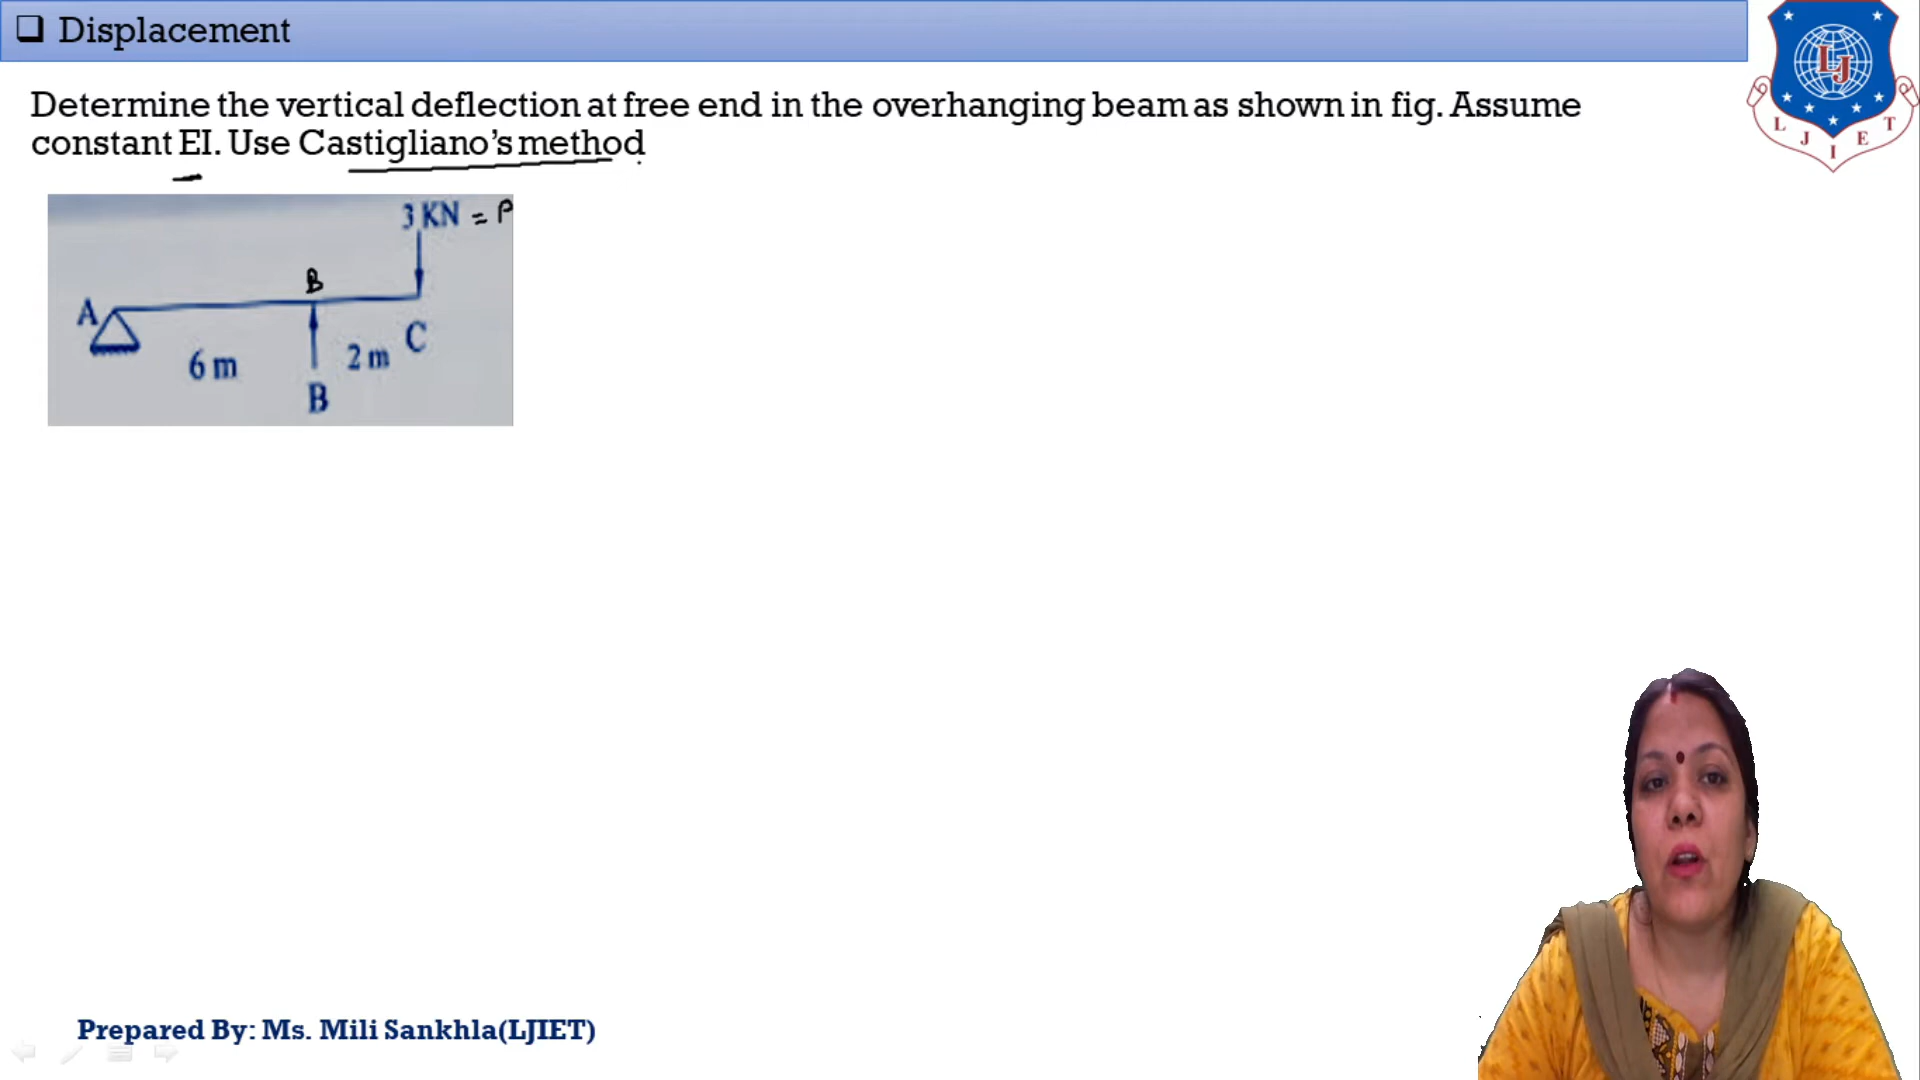 Displacement
Determine the vertical deflection at free end in the overhanging beam as shown in fig. Assume
constant EI. Use Castigliano's method
3 KN = P
B
A
C
6 m
2 m
B
LJ
L J I E T
Prepared By: Ms. Mili Sankhla(LJIET)